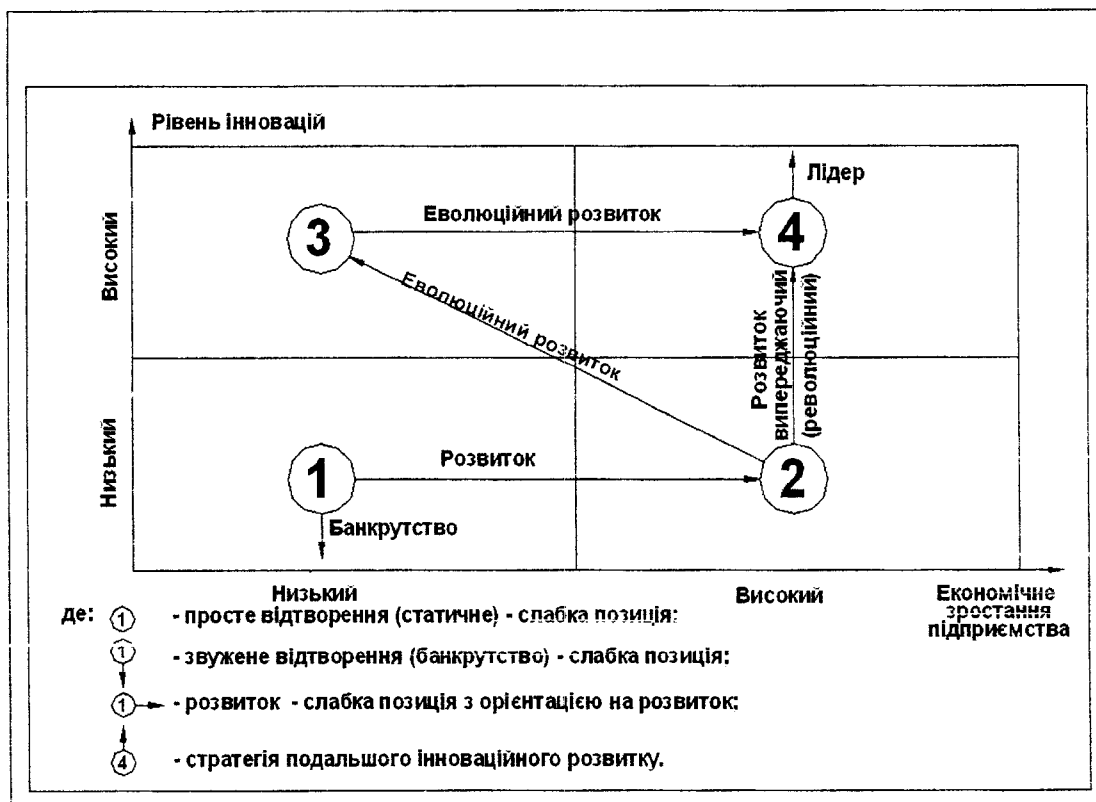 Рівень інновацій
Лідер
Високий
3
Еволюційний розвиток
4
Еволюційний розвиток
Розвиток
випереджаючий
(революційний)
Низький
1
Розвиток
2
Банкрутство
Низький
Високий
Економічне
зростання
підприємства
де: 1 - просте відтворення (статичне) - слабка позиція;
1 - звужене відтворення (банкрутство) - слабка позиція;
1 - розвиток - слабка позиція з орієнтацією на розвиток;
4 - стратегія подальшого інноваційного розвитку.